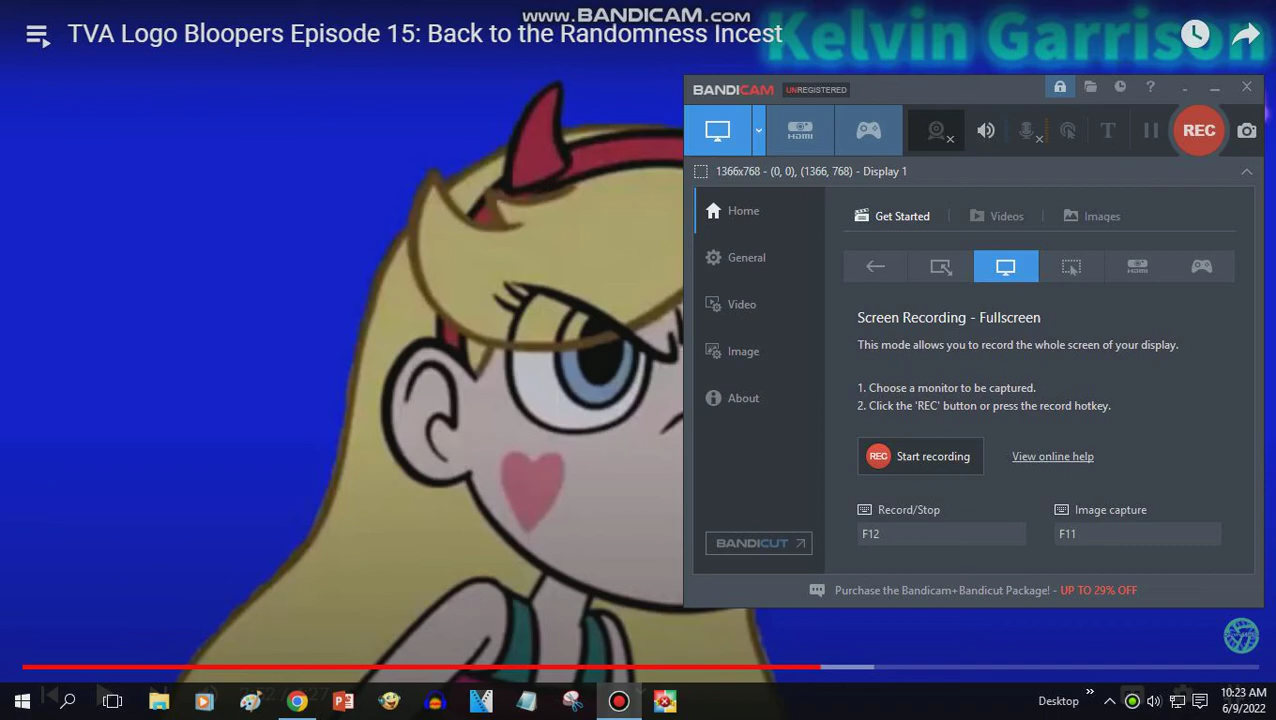 www.BANDICAM.com
TVA Logo Bloopers Episode 15: Back to the Randomness Incest
Kelvin Garrison
BANDICAM UNREGISTERED
REC
1366x768 - (0, 0), (1366, 768) - Display 1
Home
Get Started
Videos
Images
General
HDMI
Video
Screen Recording - Fullscreen
This mode allows you to record the whole screen of your display.
Image
1. Choose a monitor to be captured.
About
2. Click the 'REC' button or press the record hotkey.
REC Start recording
View online help
Record/Stop
Image capture
F12
F11
BANDICUT
Purchase the Bandicam+Bandicut Package! - UP TO 29% OFF
Desktop
10:23 AM
6/9/2022